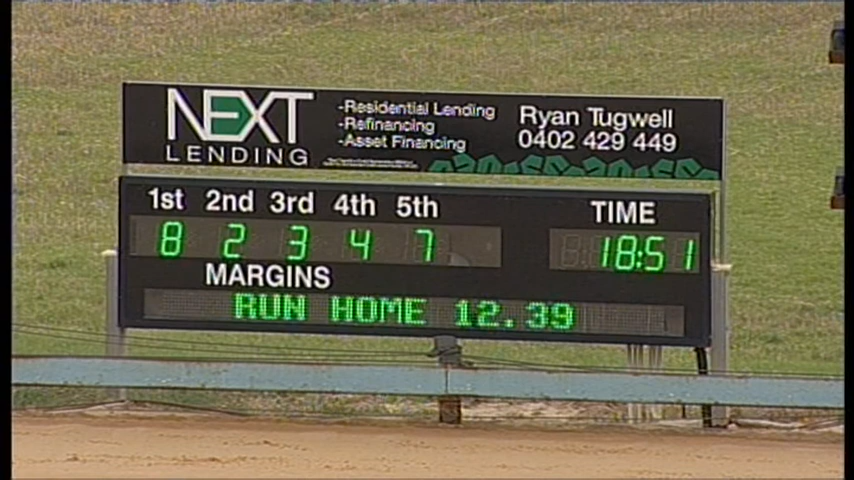 NEXT
LENDING
-Residential Lending
-Refinancing
-Asset Financing
Ryan Tugwell
0402 429 449
1st 2nd 3rd 4th 5th
8 2 3 4 7
TIME
18:51
MARGINS
RUN HOME 12.39